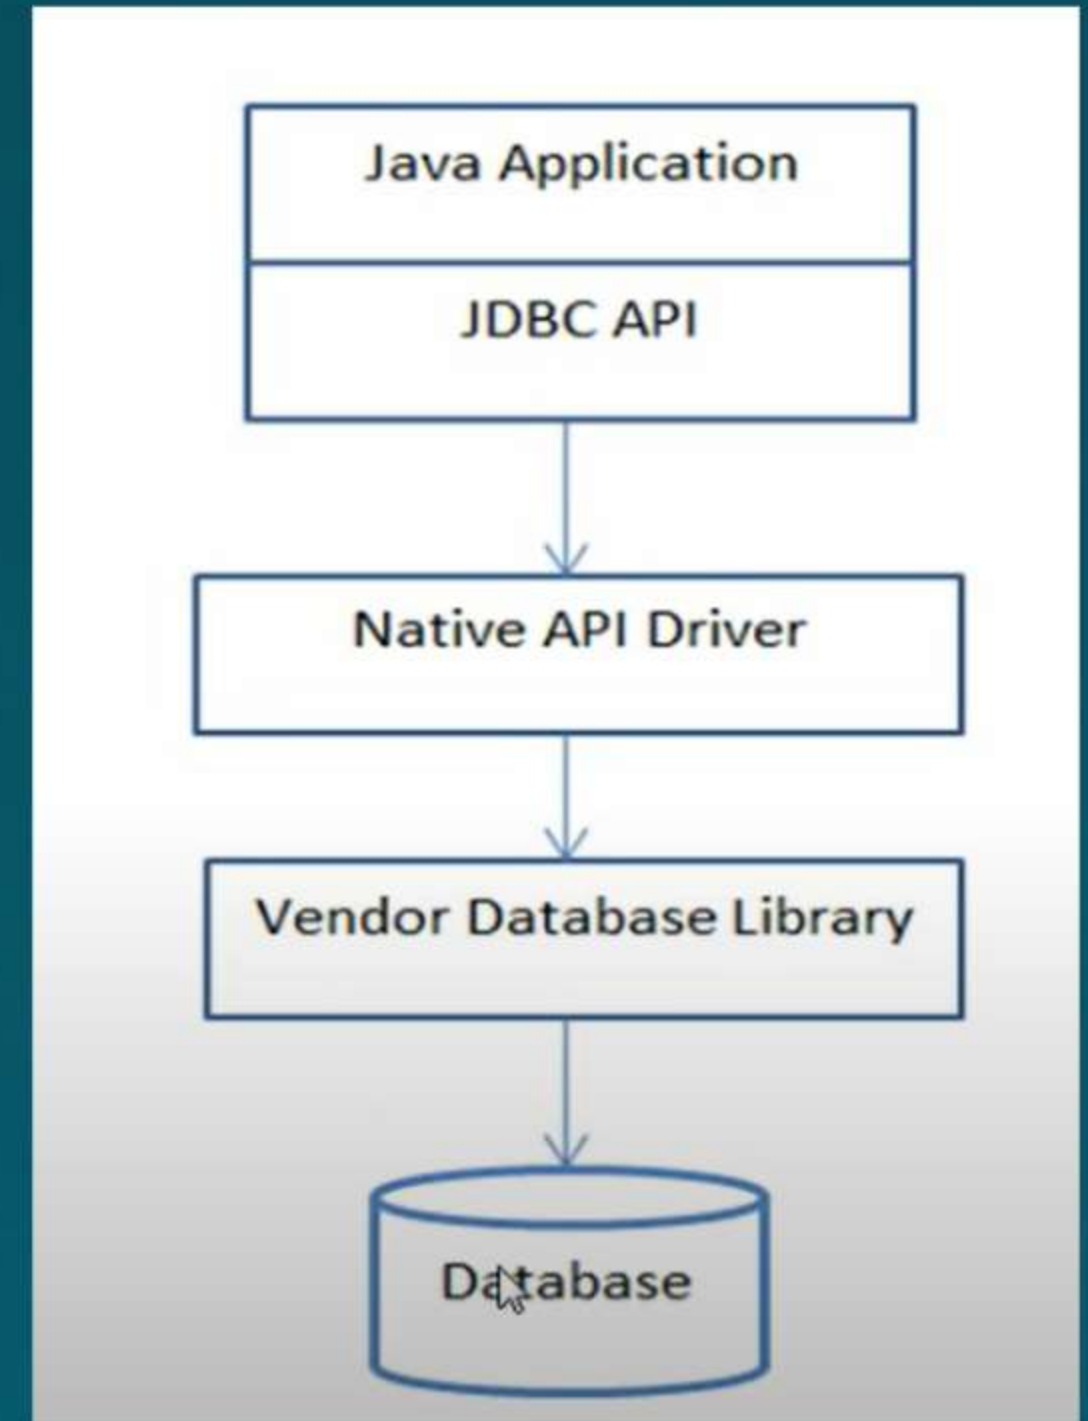 Java Application
JDBC API
Native API Driver
Vendor Database Library
Database